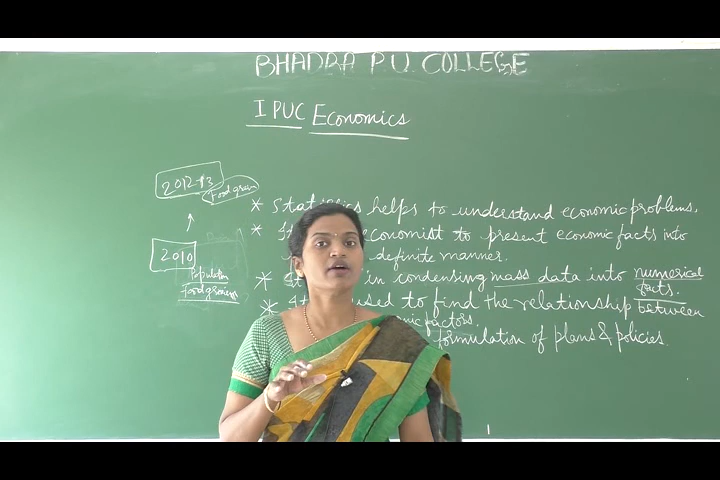 BHADRA P.U. COLLEGE
I PUC Economics
2012-13
Food grain
2010
Population
Food grains
* Statistics helps to understand economic problems.
* economist to present economic facts into
definite manner.
* in condensing mass data into numerical
facts.
* used to find the relationship between
factors.
formulation of plans & policies.